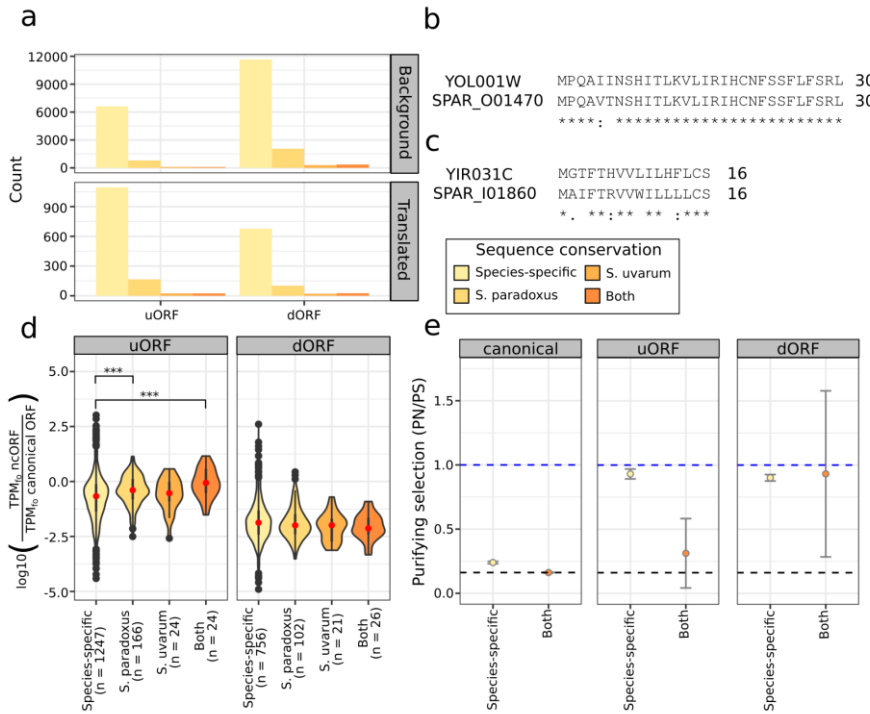 a
Count
12000
9000
6000
3000
0
Background
900
600
300
0
Translated
uORF dORF
b
YOL001W MPQAIINSHITLKVLIRIHCNFSSFLFSRL 30
SPAR_O01470 MPQAVTNSHITLKVLIRIHCNFSSFLFSRL 30
****: ************************
c
YIR031C MGTFTHVVLILHFLCS 16
SPAR_I01860 MAIFTRVVWILLLLCS 16
*. **:** ** :***
Sequence conservation
Species-specific S. uvarum
S. paradoxus Both
d
uORF dORF
log10(TPMf0 ncORF / TPMf0 canonical ORF)
5.0
2.5
0.0
-2.5
-5.0
***
***
Species-specific
(n = 1247)
S. paradoxus
(n = 166)
S. uvarum
(n = 24)
Both
(n = 24)
Species-specific
(n = 756)
S. paradoxus
(n = 102)
S. uvarum
(n = 21)
Both
(n = 26)
e
canonical uORF dORF
Purifying selection (PN/PS)
1.5
1.0
0.5
0.0
Species-specific
Both
Species-specific
Both
Species-specific
Both